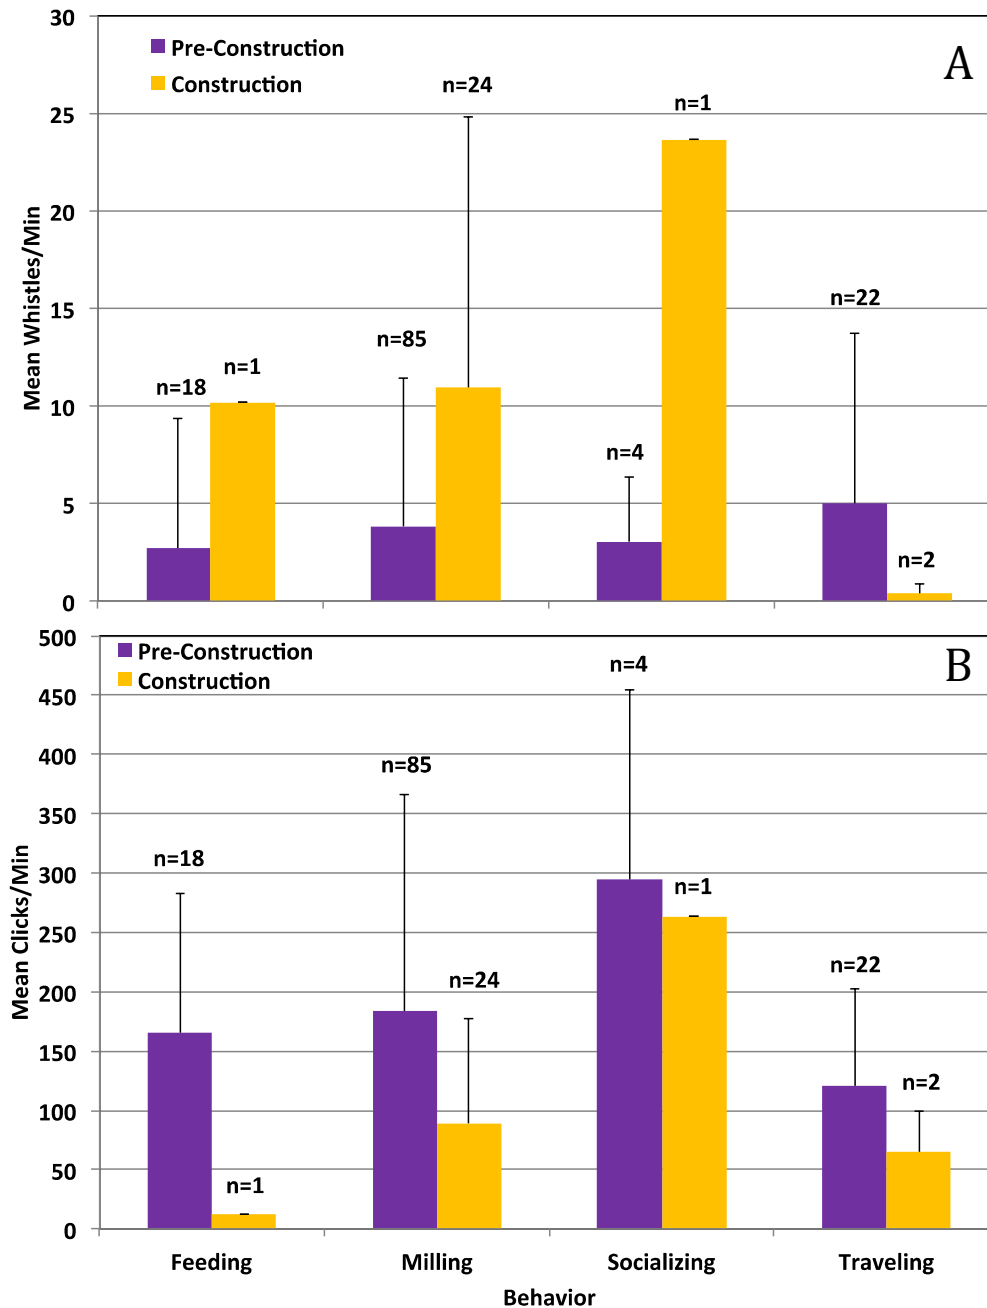 30
25
20
15
10
5
0
Mean Whistles/Min
Pre-Construction
Construction
A
n=18
n=1
n=85
n=24
n=4
n=1
n=22
n=2
500
450
400
350
300
250
200
150
100
50
0
Mean Clicks/Min
Pre-Construction
Construction
B
n=18
n=1
n=85
n=24
n=4
n=1
n=22
n=2
Feeding Milling Socializing Traveling
Behavior